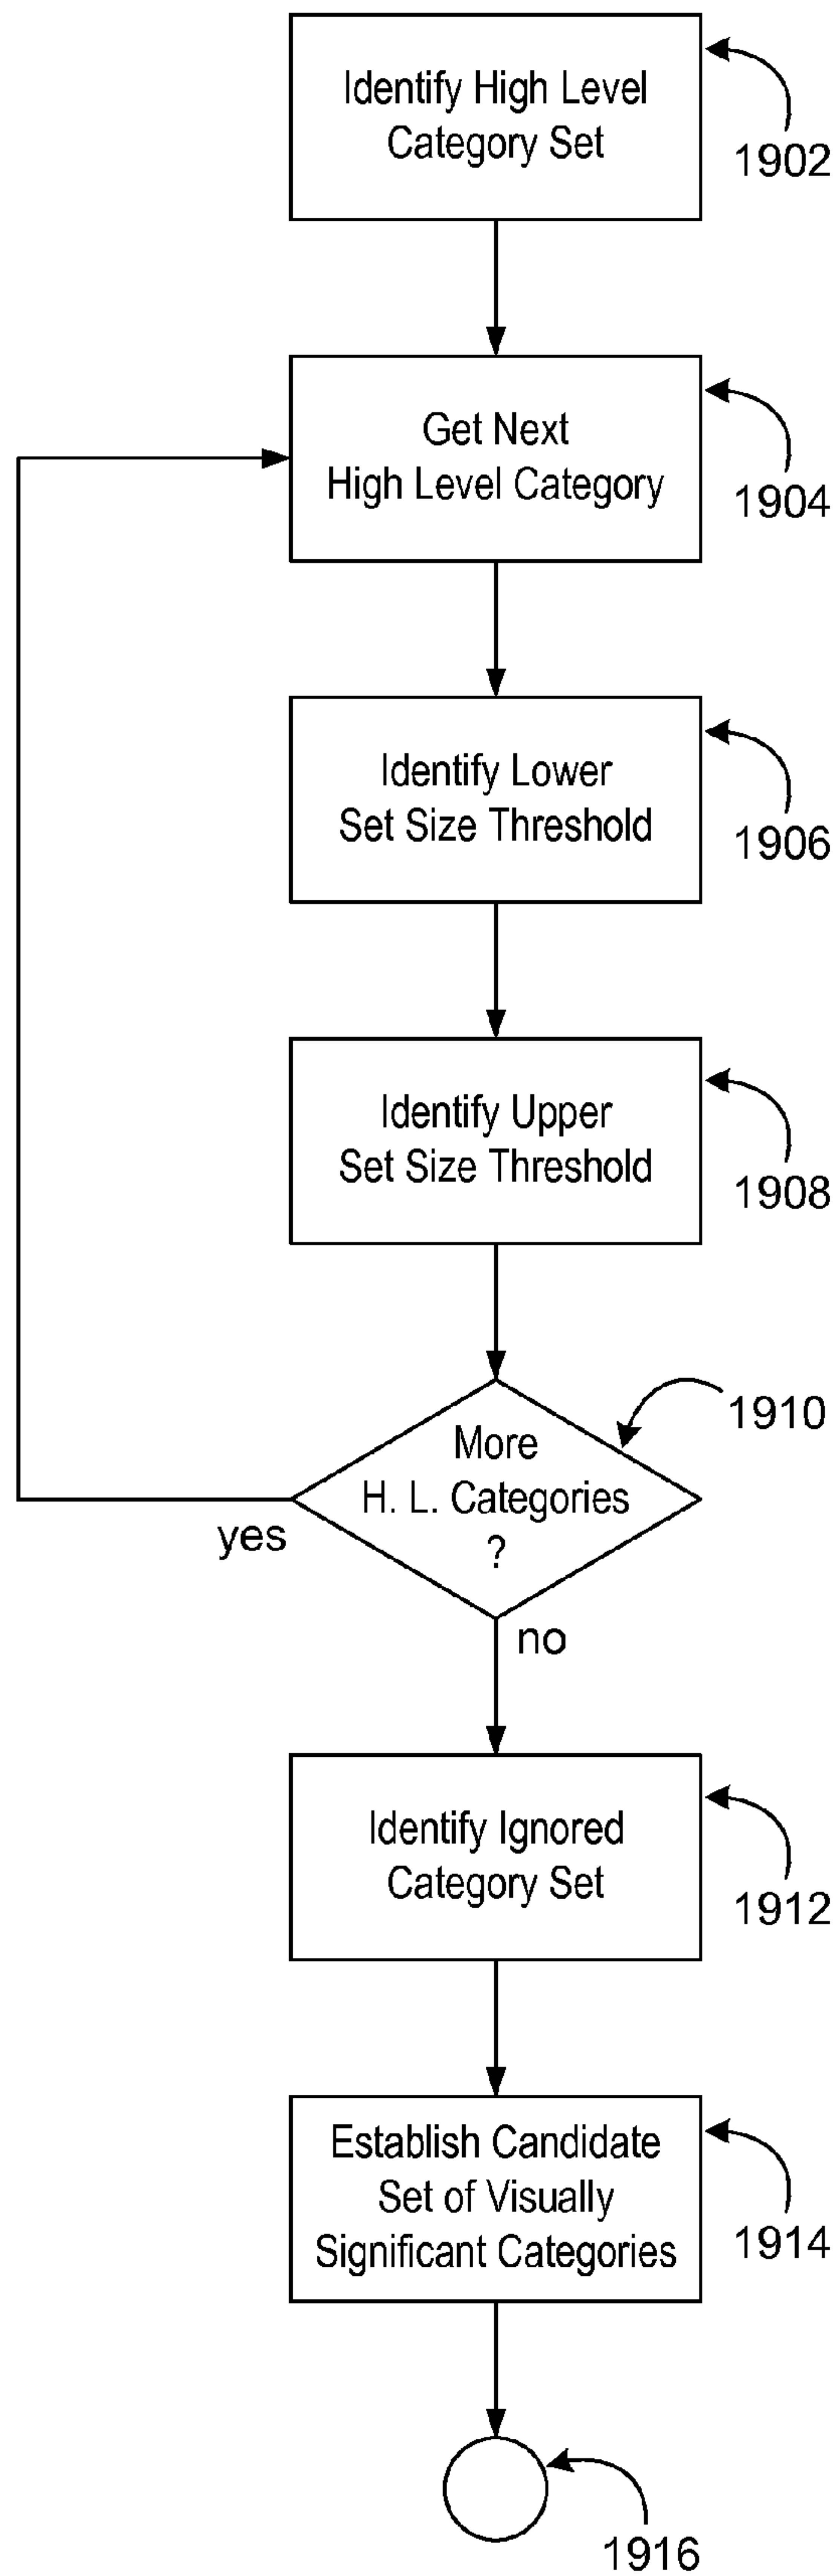 Identify High Level
Category Set
1902
Get Next
High Level Category
1904
Identify Lower
Set Size Threshold
1906
Identify Upper
Set Size Threshold
1908
More
H. L. Categories
?
1910
yes
no
Identify Ignored
Category Set
1912
Establish Candidate
Set of Visually
Significant Categories
1914
1916